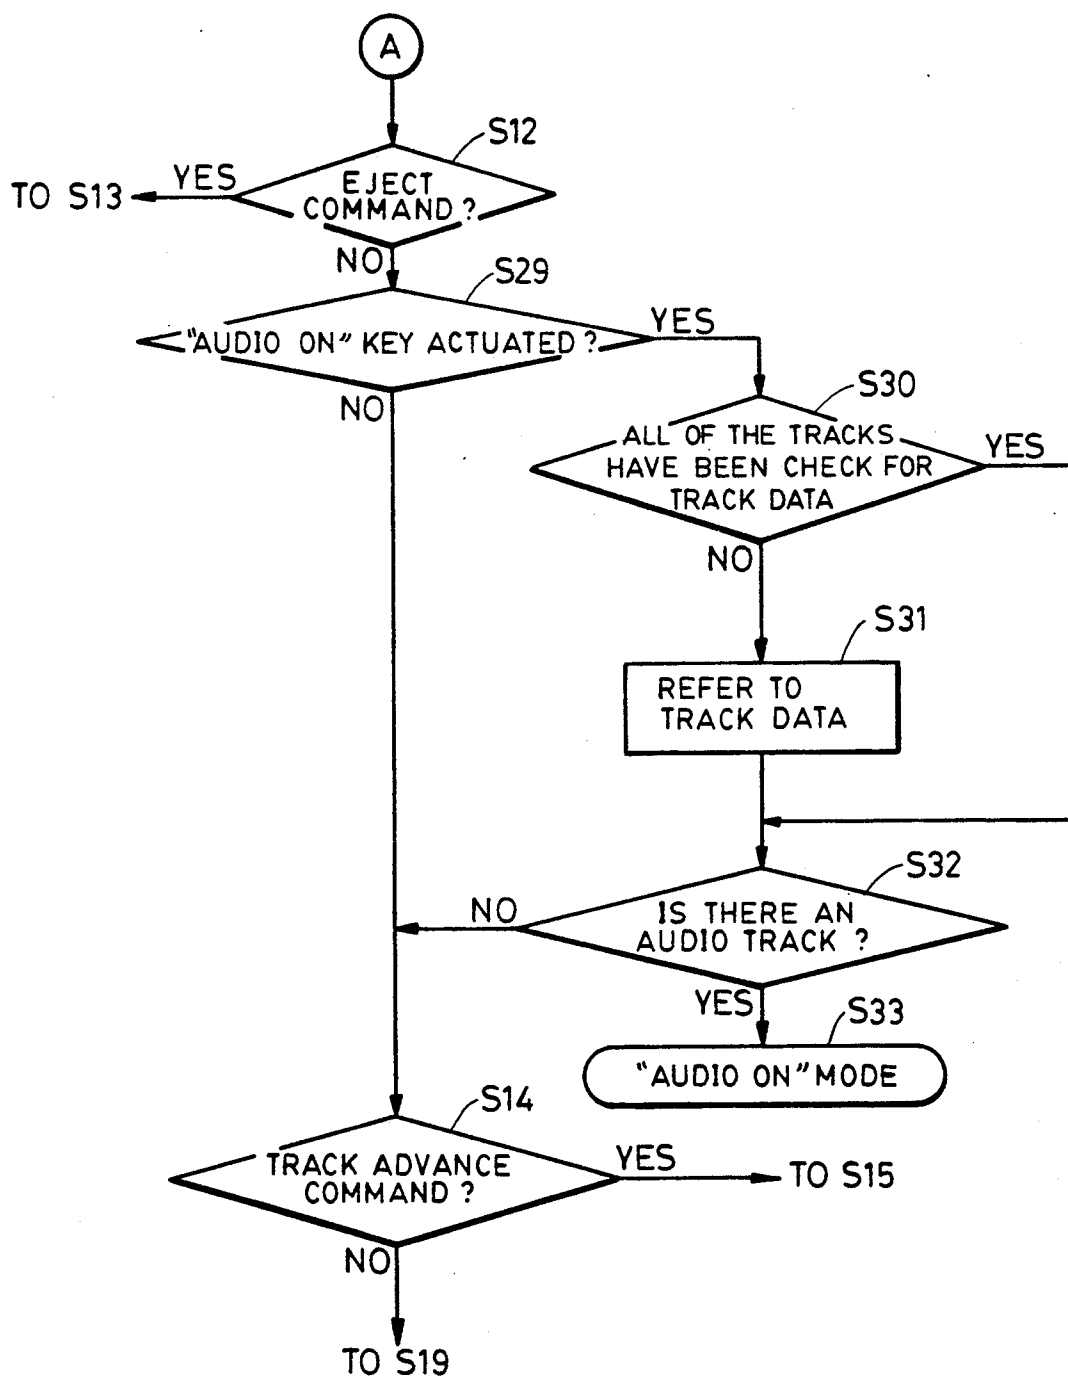 A
S12
YES
TO S13
EJECT
COMMAND?
NO
S29
"AUDIO ON" KEY ACTUATED?
YES
NO
S30
ALL OF THE TRACKS
HAVE BEEN CHECK FOR
TRACK DATA
YES
NO
S31
REFER TO
TRACK DATA
S32
NO
IS THERE AN
AUDIO TRACK ?
YES
S33
"AUDIO ON" MODE
S14
TRACK ADVANCE
COMMAND ?
YES
TO S15
NO
TO S19